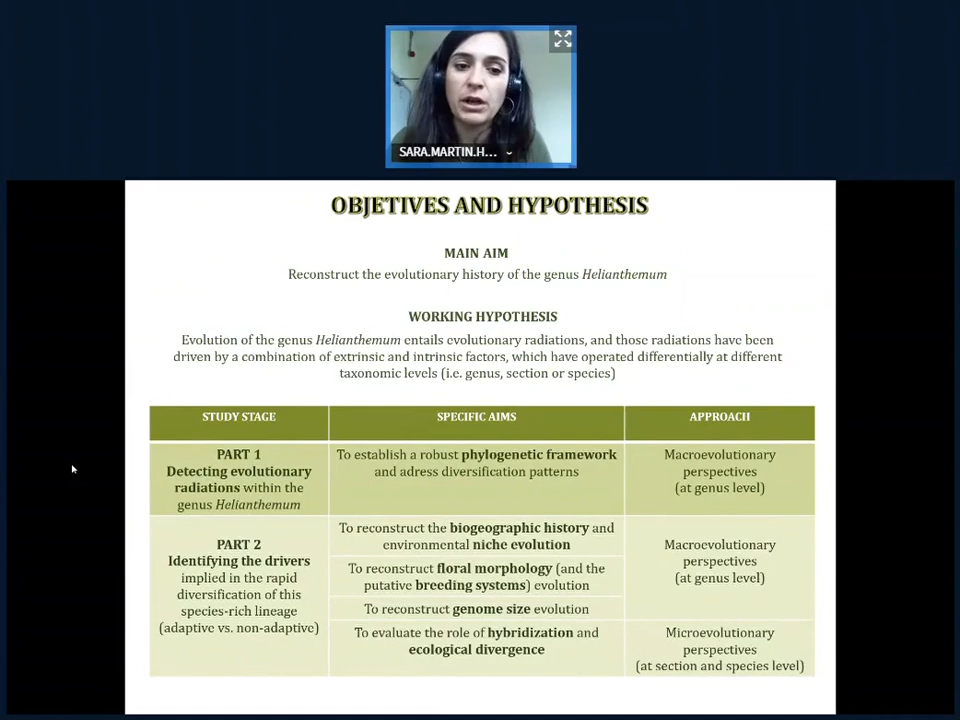 SARA.MARTIN.H...
OBJETIVES AND HYPOTHESIS
MAIN AIM
Reconstruct the evolutionary history of the genus Helianthemum
WORKING HYPOTHESIS
Evolution of the genus Helianthemum entails evolutionary radiations, and those radiations have been
driven by a combination of extrinsic and intrinsic factors, which have operated differentially at different
taxonomic levels (i.e. genus, section or species)
STUDY STAGE
SPECIFIC AIMS
APPROACH
PART 1
Detecting evolutionary
radiations within the
genus Helianthemum
To establish a robust phylogenetic framework
and adress diversification patterns
Macroevolutionary
perspectives
(at genus level)
PART 2
Identifying the drivers
implied in the rapid
diversification of this
species-rich lineage
(adaptive vs. non-adaptive)
To reconstruct the biogeographic history and
environmental niche evolution
To reconstruct floral morphology (and the
putative breeding systems) evolution
To reconstruct genome size evolution
Macroevolutionary
perspectives
(at genus level)
To evaluate the role of hybridization and
ecological divergence
Microevolutionary
perspectives
(at section and species level)